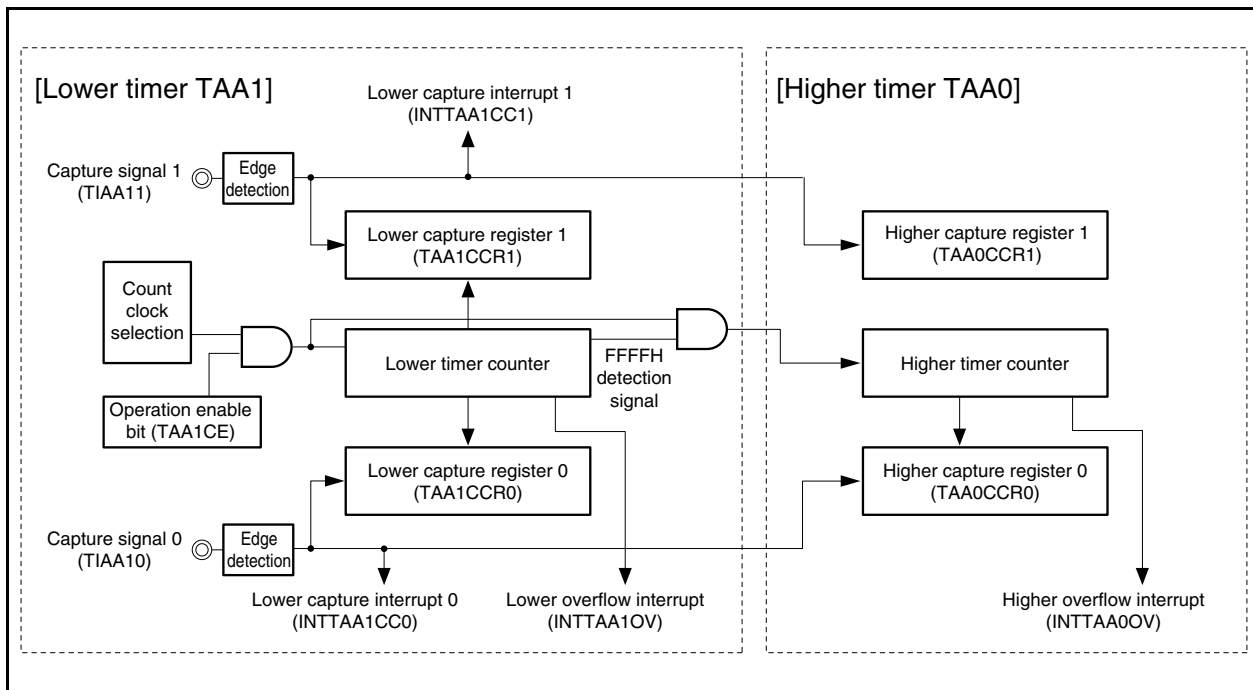 [Lower timer TAA1]
Lower capture interrupt 1
(INTTAA1CC1)
Capture signal 1
(TIAA11)
Edge
detection
Lower capture register 1
(TAA1CCR1)
Count
clock
selection
Lower timer counter
FFFFH
detection
signal
Operation enable
bit (TAA1CE)
Lower capture register 0
(TAA1CCR0)
Capture signal 0
(TIAA10)
Edge
detection
Lower capture interrupt 0
(INTTAA1CC0)
Lower overflow interrupt
(INTTAA1OV)
[Higher timer TAA0]
Higher capture register 1
(TAA0CCR1)
Higher timer counter
Higher capture register 0
(TAA0CCR0)
Higher overflow interrupt
(INTTAA0OV)